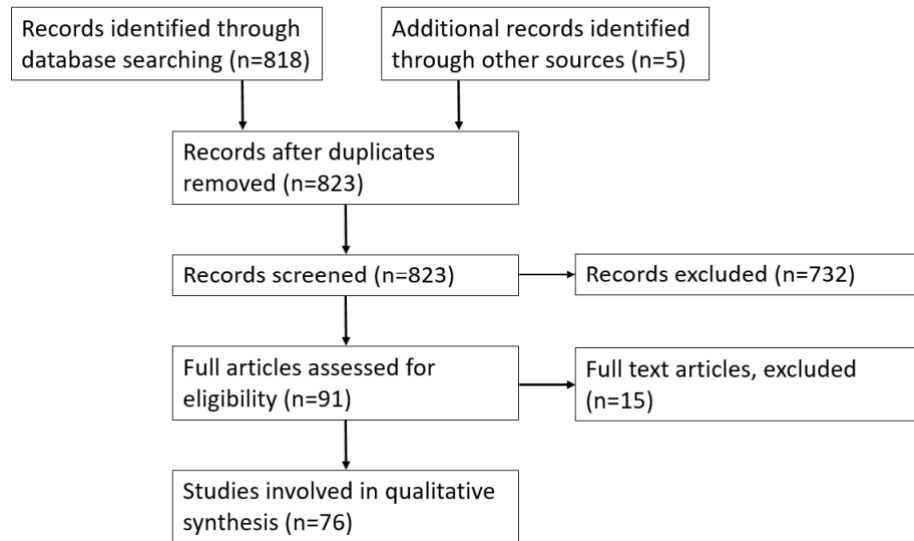 Records identified through
database searching (n=818)
Additional records identified
through other sources (n=5)
Records after duplicates
removed (n=823)
Records screened (n=823)
Records excluded (n=732)
Full articles assessed for
eligibility (n=91)
Full text articles, excluded
(n=15)
Studies involved in qualitative
synthesis (n=76)